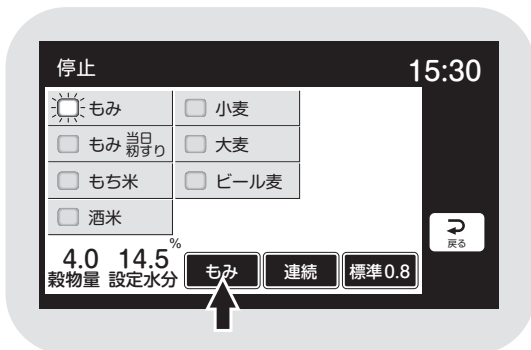 停止 15:30
もみ 小麦
もみ 当日籾すり 大麦
もち米 ビール麦
酒米
戻る
4.0 14.5%
穀物量 設定水分
もみ 連続 標準0.8